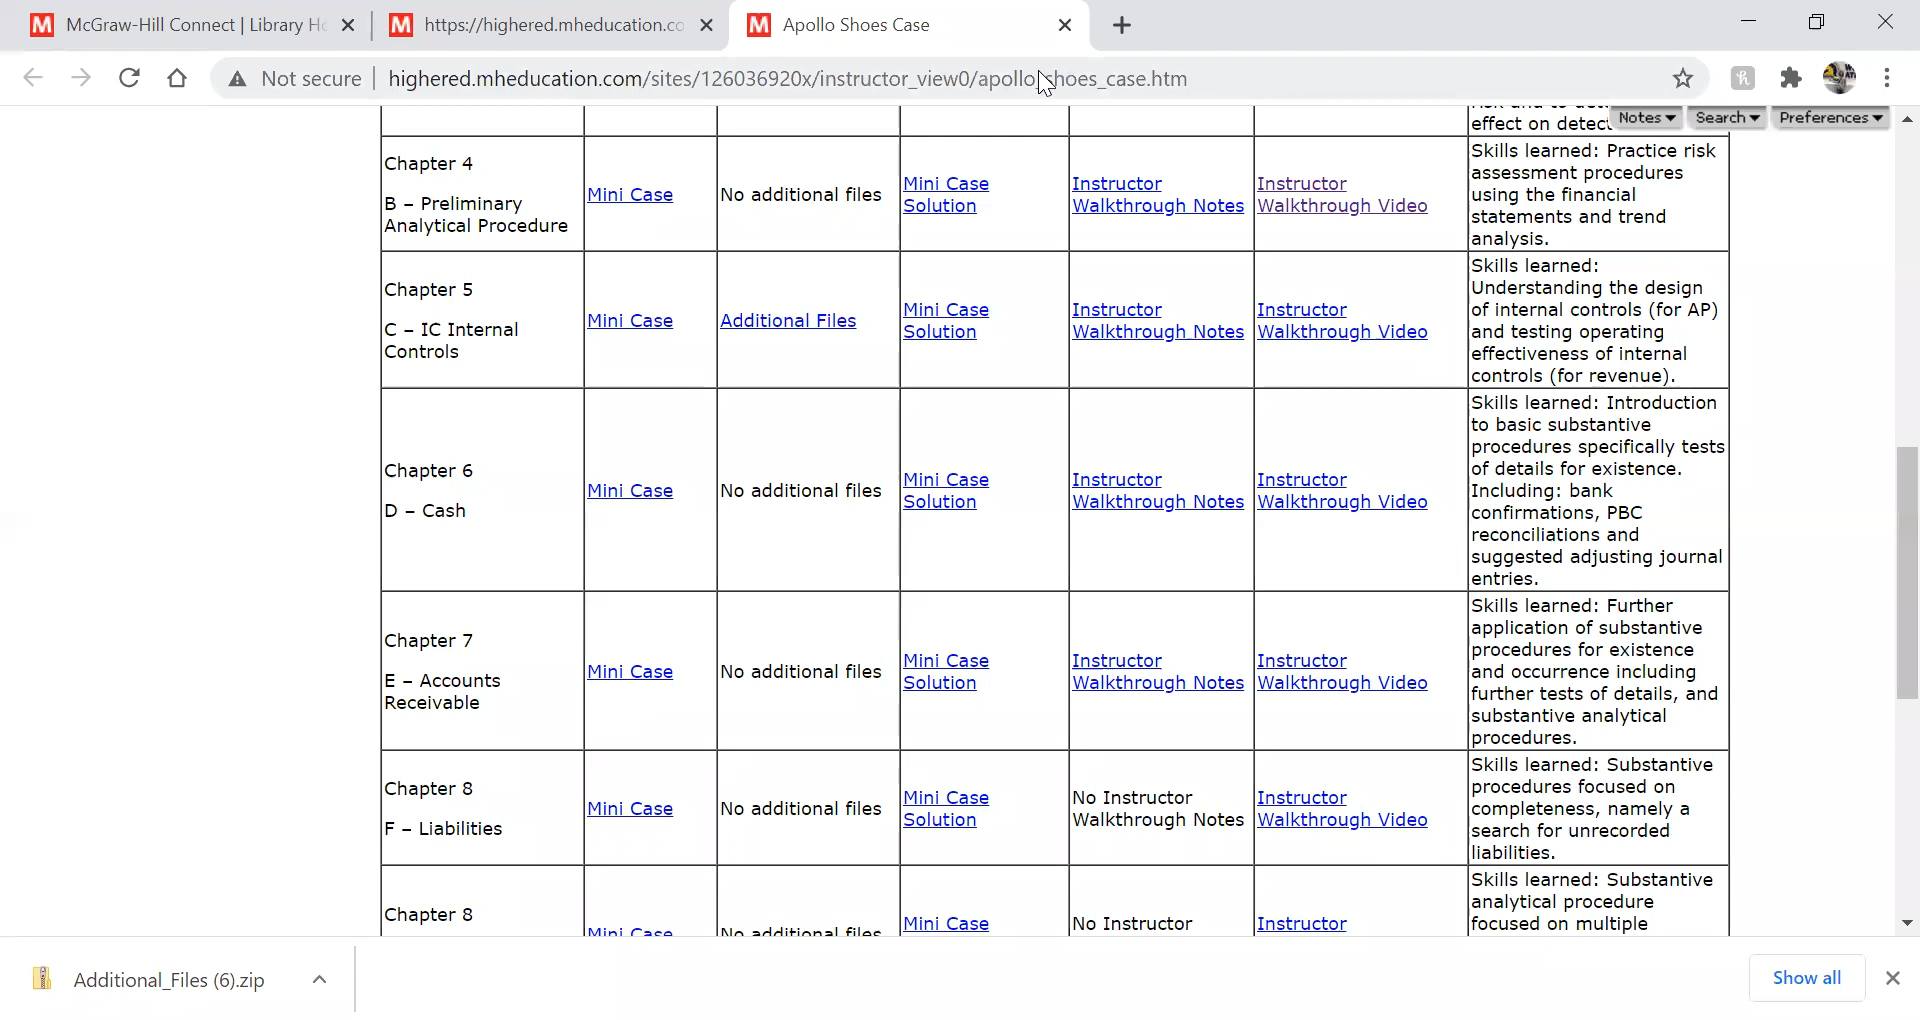 McGraw-Hill Connect | Library Ho
https://highered.mheducation.co
Apollo Shoes Case
Not secure
highered.mheducation.com/sites/126036920x/instructor_view0/apollo_shoes_case.htm
Notes
Search
Preferences
effect on detect
Chapter 4
B – Preliminary
Analytical Procedure
Mini Case
No additional files
Mini Case
Solution
Instructor
Walkthrough Notes
Instructor
Walkthrough Video
Skills learned: Practice risk
assessment procedures
using the financial
statements and trend
analysis.
Chapter 5
C – IC Internal
Controls
Mini Case
Additional Files
Mini Case
Solution
Instructor
Walkthrough Notes
Instructor
Walkthrough Video
Skills learned:
Understanding the design
of internal controls (for AP)
and testing operating
effectiveness of internal
controls (for revenue).
Chapter 6
D – Cash
Mini Case
No additional files
Mini Case
Solution
Instructor
Walkthrough Notes
Instructor
Walkthrough Video
Skills learned: Introduction
to basic substantive
procedures specifically tests
of details for existence.
Including: bank
confirmations, PBC
reconciliations and
suggested adjusting journal
entries.
Chapter 7
E – Accounts
Receivable
Mini Case
No additional files
Mini Case
Solution
Instructor
Walkthrough Notes
Instructor
Walkthrough Video
Skills learned: Further
application of substantive
procedures for existence
and occurrence including
further tests of details, and
substantive analytical
procedures.
Chapter 8
F – Liabilities
Mini Case
No additional files
Mini Case
Solution
No Instructor
Walkthrough Notes
Instructor
Walkthrough Video
Skills learned: Substantive
procedures focused on
completeness, namely a
search for unrecorded
liabilities.
Chapter 8
Mini Case
No additional files
Mini Case
No Instructor
Instructor
Skills learned: Substantive
analytical procedure
focused on multiple
Additional_Files (6).zip
Show all